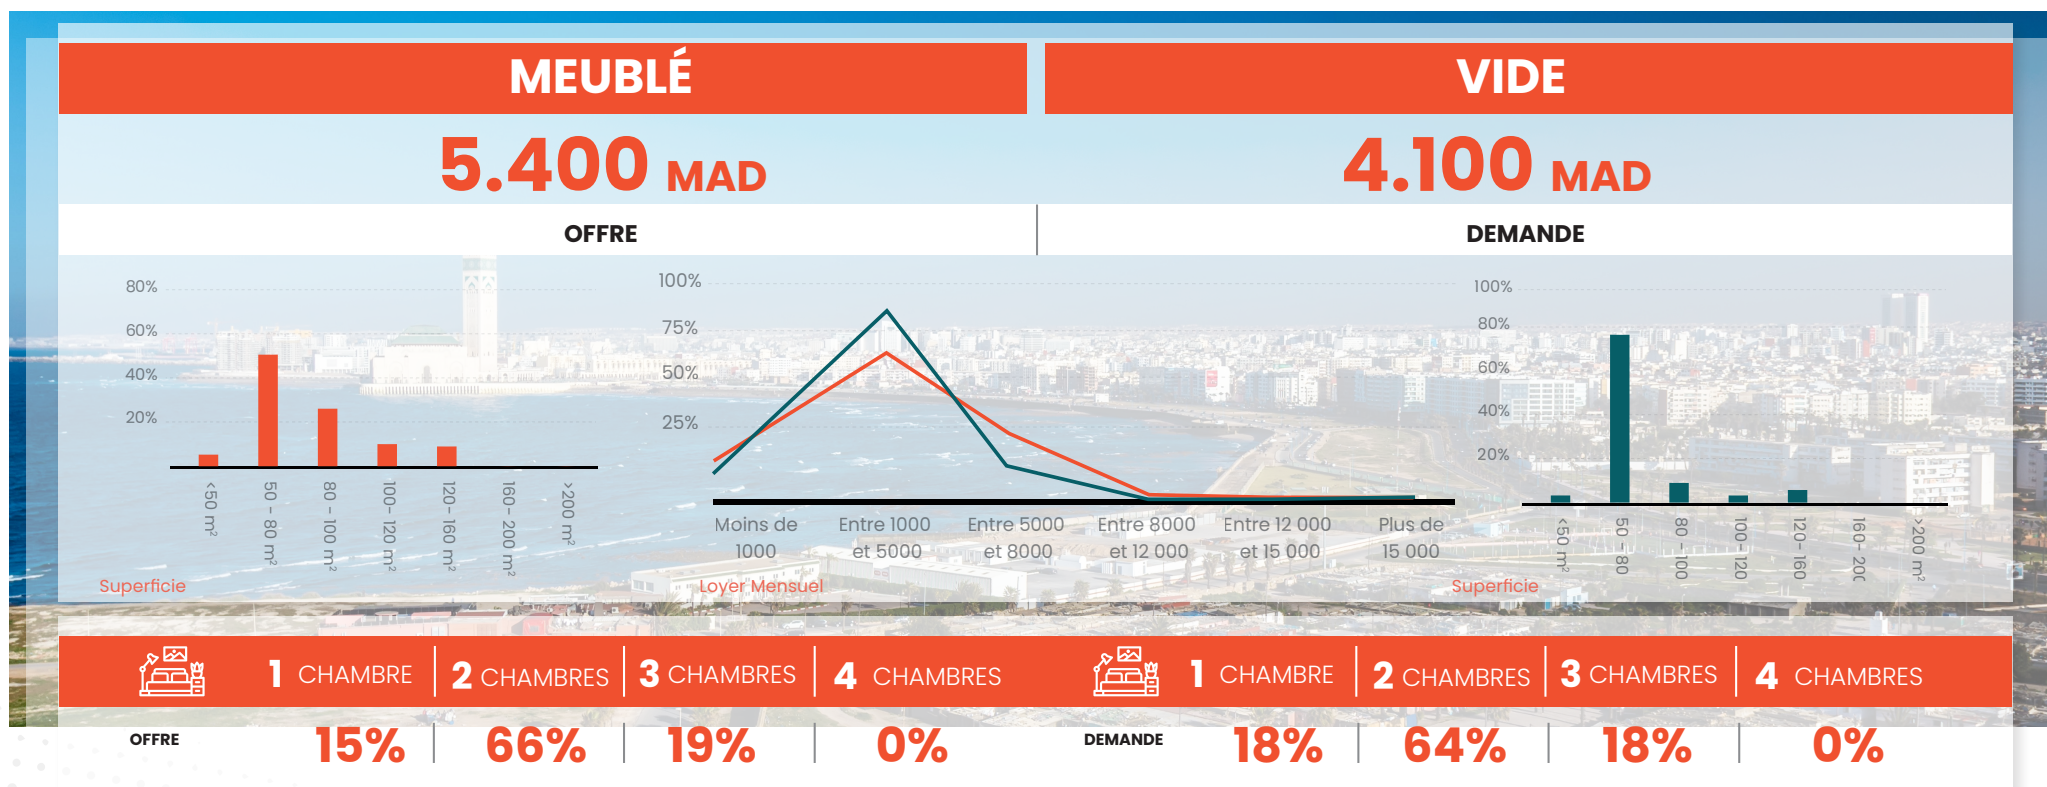 MEUBLÉ
VIDE
5.400 MAD
4.100 MAD
OFFRE
DEMANDE
80%
60%
40%
20%
<50 m²
50 - 80 m²
80 - 100 m²
100- 120 m²
120- 160 m²
160- 200 m²
>200 m²
Superficie
100%
75%
50%
25%
Moins de
1000
Entre 1000
et 5000
Entre 5000
et 8000
Entre 8000
et 12 000
Entre 12 000
et 15 000
Plus de
15 000
Loyer Mensuel
100%
80%
60%
40%
20%
<50 m²
50 - 80
80 - 100
100- 120
120- 160
160- 200
>200 m²
Superficie
1 CHAMBRE
2 CHAMBRES
3 CHAMBRES
4 CHAMBRES
1 CHAMBRE
2 CHAMBRES
3 CHAMBRES
4 CHAMBRES
OFFRE
15%
66%
19%
0%
DEMANDE
18%
64%
18%
0%